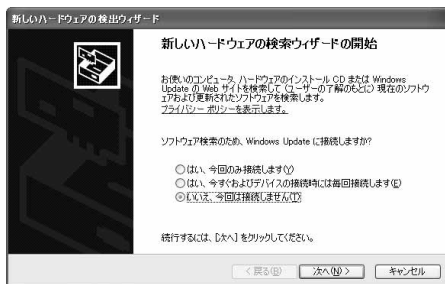 新しいハードウェアの検出ウィザード
新しいハードウェアの検索ウィザードの開始
お使いのコンピュータ、ハードウェアのインストール CD または Windows
Update の Web サイトを検索して (ユーザーの了解のもとに) 現在のソフトウ
ェアおよび更新されたソフトウェアを検索します。
プライバシー ポリシーを表示します。
ソフトウェア検索のため、Windows Update に接続しますか?
はい、今回のみ接続します(Y)
はい、今すぐおよびデバイスの接続時には毎回接続します(E)
いいえ、今回は接続しません(T)
続行するには、[次へ] をクリックしてください。
< 戻る(B) 次へ(N) > キャンセル